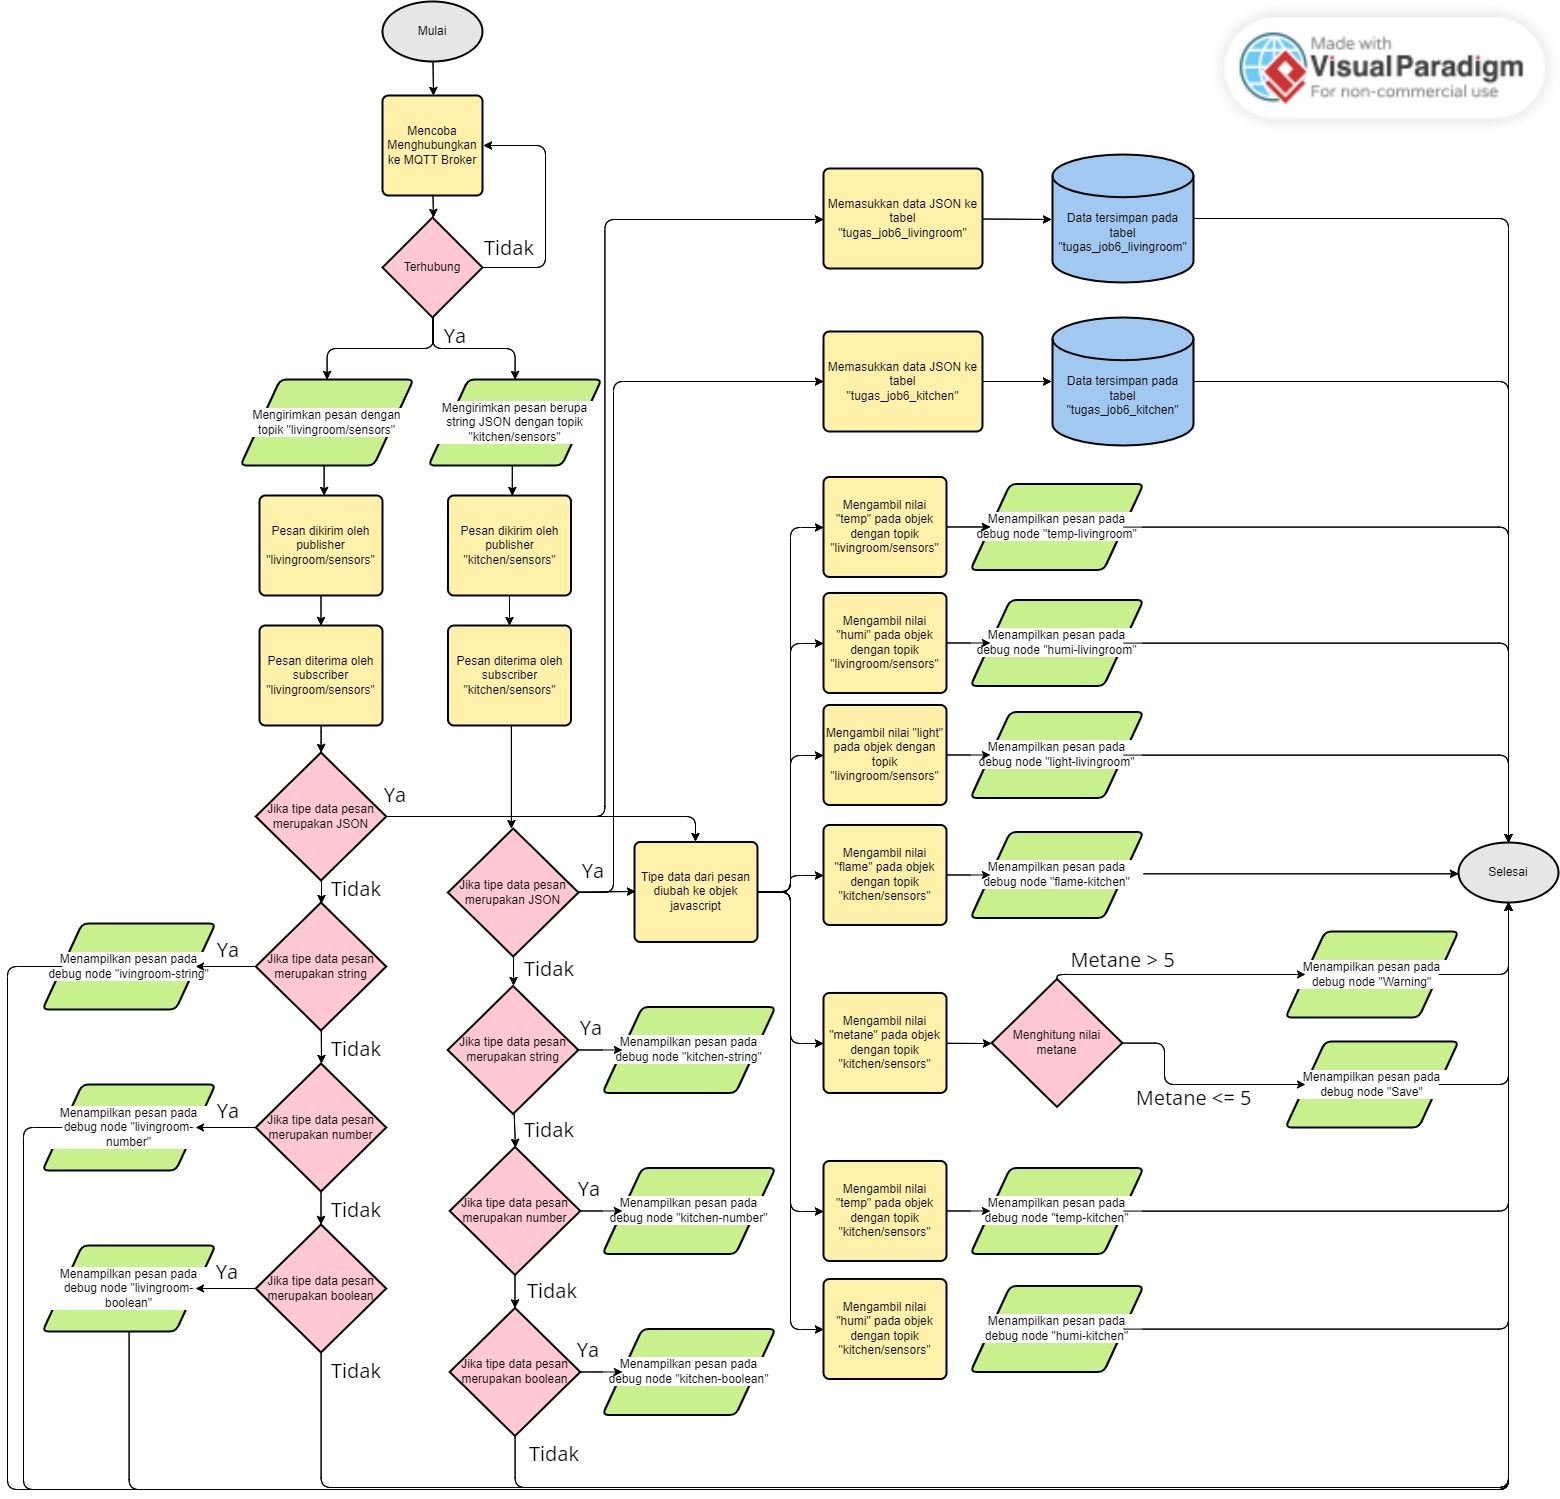 Mulai
Made with
Visual Paradigm
For non-commercial use
Mencoba
Menghubungkan
ke MQTT Broker
Terhubung
Tidak
Ya
Memasukkan data JSON ke
tabel
"tugas_job6_livingroom"
Data tersimpan pada
tabel
"tugas_job6_livingroom"
Memasukkan data JSON ke
tabel
"tugas_job6_kitchen"
Data tersimpan pada
tabel
"tugas_job6_kitchen"
Mengirimkan pesan dengan
topik "livingroom/sensors"
Mengirimkan pesan berupa
string JSON dengan topik
"kitchen/sensors"
Pesan dikirim oleh
publisher
"livingroom/sensors"
Pesan dikirim oleh
publisher
"kitchen/sensors"
Pesan diterima oleh
subscriber
"livingroom/sensors"
Pesan diterima oleh
subscriber
"kitchen/sensors"
Jika tipe data pesan
merupakan JSON
Ya
Tidak
Jika tipe data pesan
merupakan string
Ya
Menampilkan pesan pada
debug node "ivingroom-string"
Tidak
Jika tipe data pesan
merupakan number
Ya
Menampilkan pesan pada
debug node "livingroom-
number"
Tidak
Jika tipe data pesan
merupakan boolean
Ya
Menampilkan pesan pada
debug node "livingroom-
boolean"
Tidak
Jika tipe data pesan
merupakan JSON
Ya
Tidak
Jika tipe data pesan
merupakan string
Ya
Menampilkan pesan pada
debug node "kitchen-string"
Tidak
Jika tipe data pesan
merupakan number
Ya
Menampilkan pesan pada
debug node "kitchen-number"
Tidak
Jika tipe data pesan
merupakan boolean
Ya
Menampilkan pesan pada
debug node "kitchen-boolean"
Tidak
Tipe data dari pesan
diubah ke objek
javascript
Mengambil nilai
"temp" pada objek
dengan topik
"livingroom/sensors"
Menampilkan pesan pada
debug node "temp-livingroom"
Mengambil nilai
"humi" pada objek
dengan topik
"livingroom/sensors"
Menampilkan pesan pada
debug node "humi-livingroom"
Mengambil nilai "light"
pada objek dengan
topik
"livingroom/sensors"
Menampilkan pesan pada
debug node "light-livingroom"
Mengambil nilai
"flame" pada objek
dengan topik
"kitchen/sensors"
Menampilkan pesan pada
debug node "flame-kitchen"
Selesai
Mengambil nilai
"metane" pada objek
dengan topik
"kitchen/sensors"
Menghitung nilai
metane
Metane > 5
Menampilkan pesan pada
debug node "Warning"
Metane <= 5
Menampilkan pesan pada
debug node "Save"
Mengambil nilai
"temp" pada objek
dengan topik
"kitchen/sensors"
Menampilkan pesan pada
debug node "temp-kitchen"
Mengambil nilai
"humi" pada objek
dengan topik
"kitchen/sensors"
Menampilkan pesan pada
debug node "humi-kitchen"